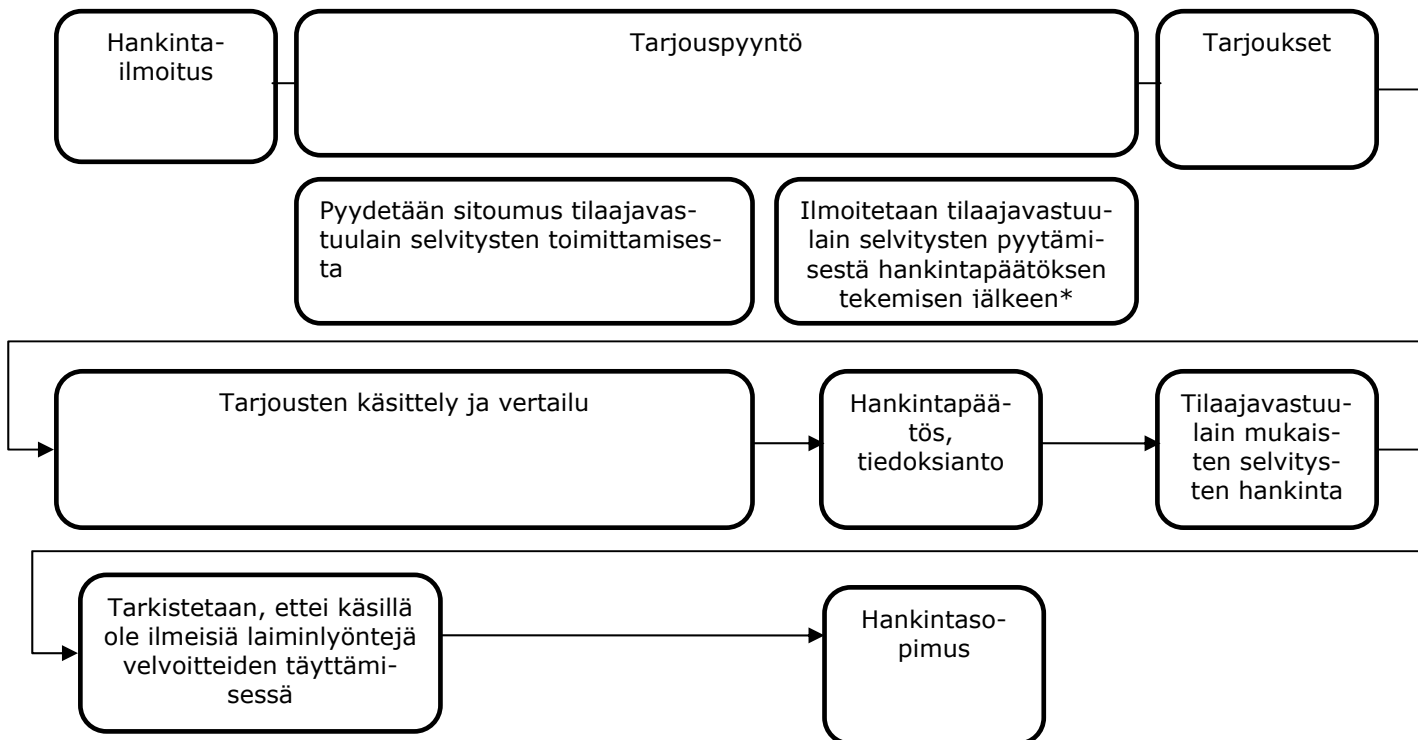 Hankinta-
ilmoitus
Tarjouspyyntö
Tarjoukset
Pyydetään sitoumus tilaajavas-
tuulain selvitysten toimittamises-
ta
Ilmoitetaan tilaajavastuu-
lain selvitysten pyytämi-
sestä hankintapäätöksen
tekemisen jälkeen*
Tarjousten käsittely ja vertailu
Hankintapää-
tös,
tiedoksianto
Tilaajavastuu-
lain mukais-
ten selvitys-
ten hankinta
Tarkistetaan, ettei käsillä
ole ilmeisiä laiminlyöntejä
velvoitteiden täyttämi-
sessä
Hankintaso-
pimus